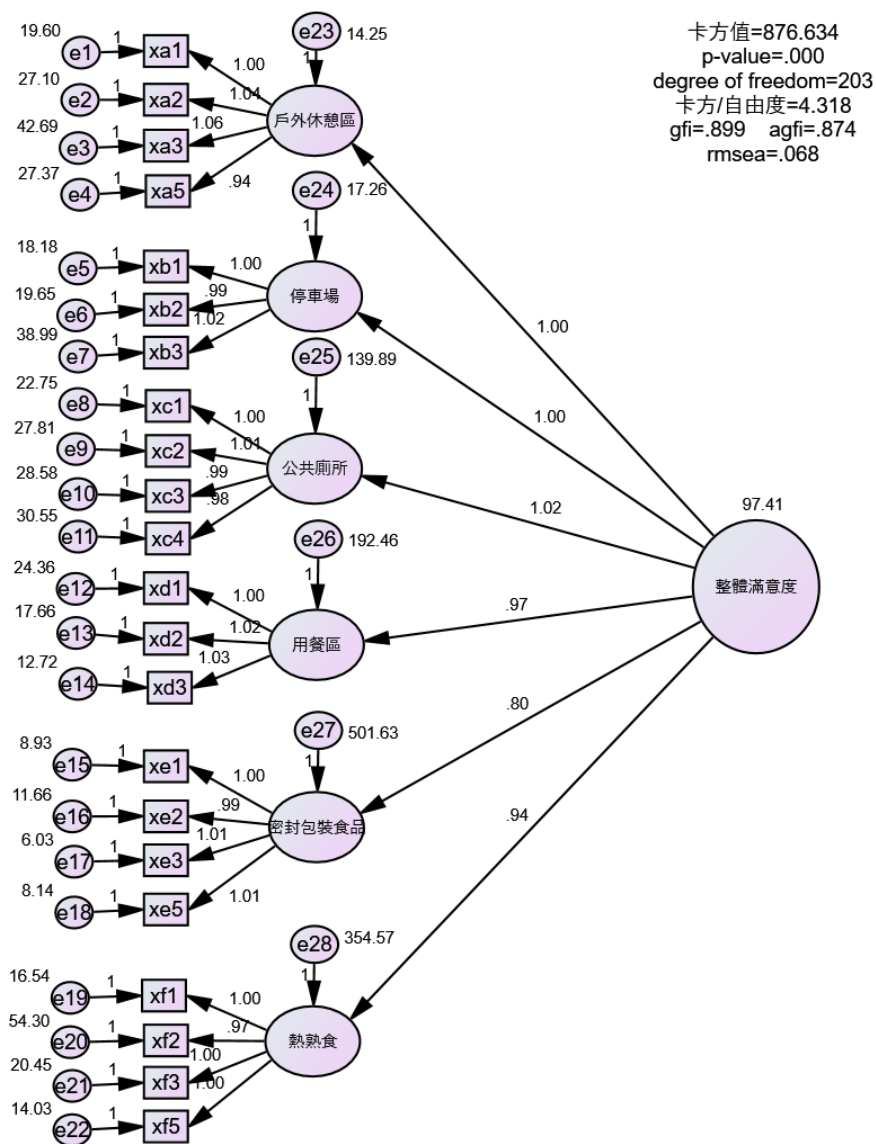 卡方值=876.634
p-value=.000
degree of freedom=203
卡方/自由度=4.318
gfi=.899 agfi=.874
rmsea=.068
19.60
e1
1
xa1
27.10
e2
1
xa2
42.69
e3
1
xa3
27.37
e4
1
xa5
1.00
1.04
1.06
.94
e23
14.25
1
戶外休憩區
18.18
e5
1
xb1
19.65
e6
1
xb2
38.99
e7
1
xb3
1.00
.99
1.02
e24
17.26
1
停車場
22.75
e8
1
xc1
27.81
e9
1
xc2
28.58
e10
1
xc3
30.55
e11
1
xc4
1.00
1.01
.99
.98
e25
139.89
1
公共廁所
24.36
e12
1
xd1
17.66
e13
1
xd2
12.72
e14
1
xd3
1.00
1.02
1.03
e26
192.46
1
用餐區
8.93
e15
1
xe1
11.66
e16
1
xe2
6.03
e17
1
xe3
8.14
e18
1
xe5
1.00
.99
1.01
1.01
e27
501.63
1
密封包裝食品
16.54
e19
1
xf1
54.30
e20
1
xf2
20.45
e21
1
xf3
14.03
e22
1
xf5
1.00
.97
1.00
1.00
e28
354.57
1
熱熟食
1.00
1.00
1.02
.97
.80
.94
97.41
整體滿意度